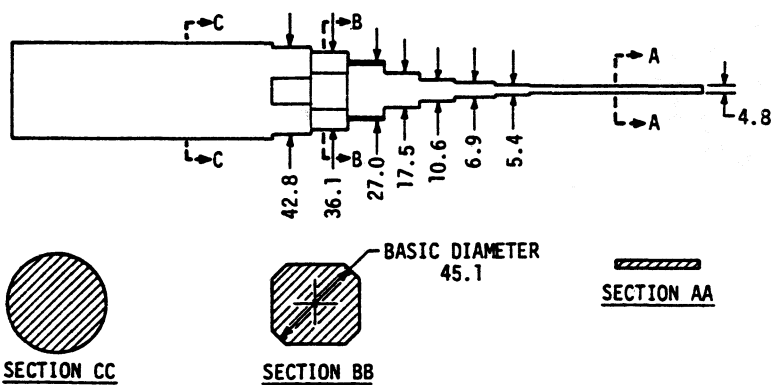 C B
A
C B
A
4.8
42.8
36.1
27.0
17.5
10.6
6.9
5.4
BASIC DIAMETER
45.1
SECTION AA
SECTION CC
SECTION BB